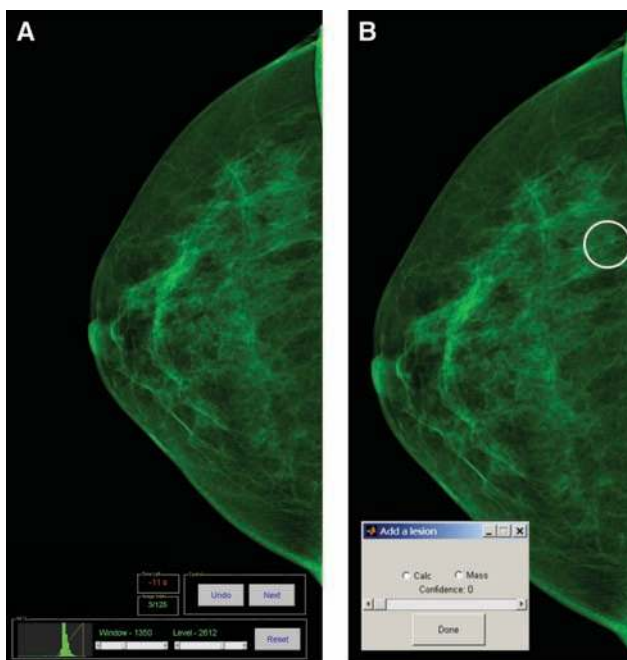 A
B
-11 s
3/125
Undo
Next
Window - 1350
Level - 2612
Reset
Add a lesion
Calc
Mass
Confidence: 0
Done